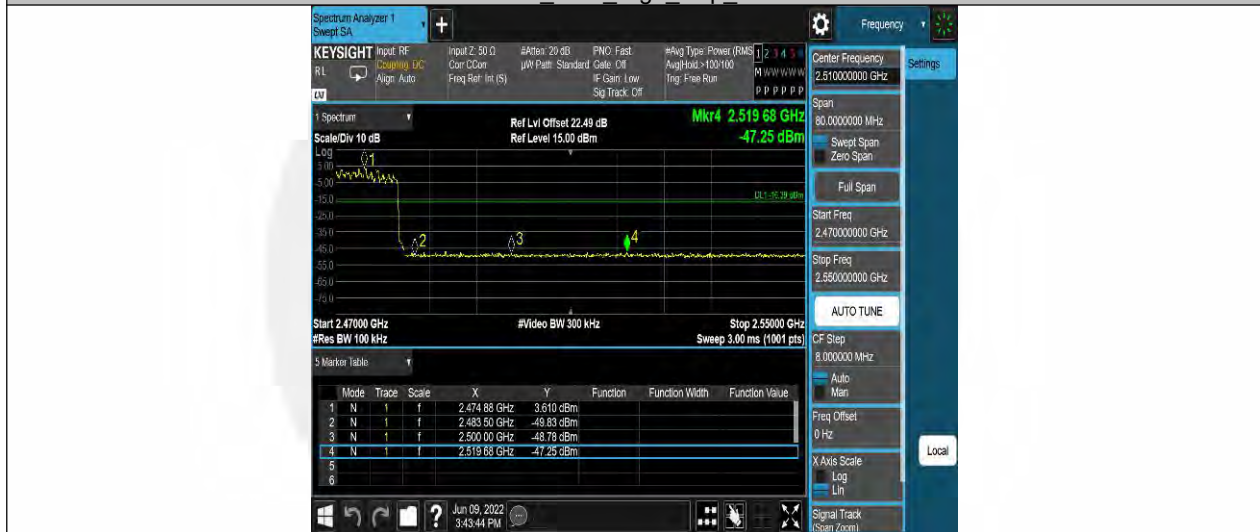 Spectrum Analyzer 1
Swept SA
+
Frequency
KEYSIGHT
RL
Input: RF
Coupling: DC
Align: Auto
Input Z: 50 Ω
Corr CCorr
Freq Ref: Int (S)
#Atten: 20 dB
µW Path: Standard
PNO: Fast
Gate: Off
IF Gain: Low
Sig Track: Off
#Avg Type: Power (RMS
Avg|Hold:>100/100
Trig: Free Run
1 2 3 4 5 6
M W W W W W
P P P P P P
1 Spectrum
Scale/Div 10 dB
Ref Lvl Offset 22.49 dB
Ref Level 15.00 dBm
Mkr4 2.519 68 GHz
-47.25 dBm
Log
5.00
-5.00
-15.0
-25.0
-35.0
-45.0
-55.0
-65.0
-75.0
1
2
3
4
DL1 -16.39 dBm
Start 2.47000 GHz
#Res BW 100 kHz
#Video BW 300 kHz
Stop 2.55000 GHz
Sweep 3.00 ms (1001 pts)
5 Marker Table
Mode Trace Scale X Y Function Function Width Function Value
1 N 1 f 2.474 88 GHz 3.610 dBm
2 N 1 f 2.483 50 GHz -49.83 dBm
3 N 1 f 2.500 00 GHz -48.78 dBm
4 N 1 f 2.519 68 GHz -47.25 dBm
5
6
Jun 09, 2022
3:43:44 PM
Center Frequency
2.510000000 GHz
Settings
Span
80.0000000 MHz
Swept Span
Zero Span
Full Span
Start Freq
2.470000000 GHz
Stop Freq
2.550000000 GHz
AUTO TUNE
CF Step
8.000000 MHz
Auto
Man
Freq Offset
0 Hz
Local
X Axis Scale
Log
Lin
Signal Track
(Span Zoom)